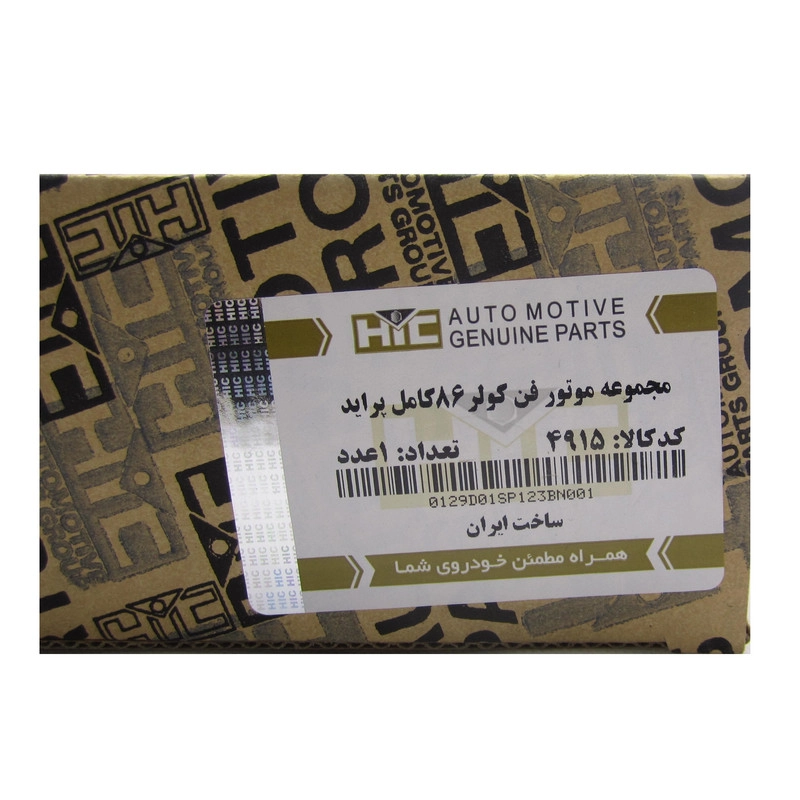 HIC
AUTO MOTIVE
GENUINE PARTS
مجموعه موتور فن کولر ۸۶ کامل پراید
کدکالا: ۴۹۱۵ تعداد: ۱عدد
0129D01SP123BN001
ساخت ایران
همراه مطمئن خودروی شما